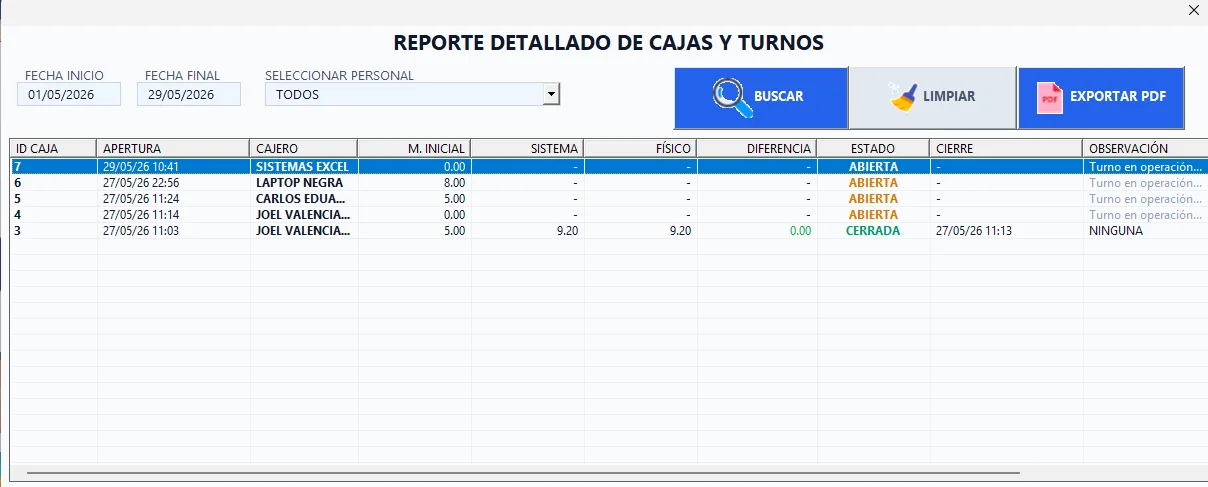 REPORTE DETALLADO DE CAJAS Y TURNOS
FECHA INICIO FECHA FINAL SELECCIONAR PERSONAL
01/05/2026 29/05/2026 TODOS
BUSCAR LIMPIAR PDF EXPORTAR PDF
ID CAJA APERTURA CAJERO M. INICIAL SISTEMA FÍSICO DIFERENCIA ESTADO CIERRE OBSERVACIÓN
7 29/05/26 10:41 SISTEMAS EXCEL 0.00 - - - ABIERTA - Turno en operación...
6 27/05/26 22:56 LAPTOP NEGRA 8.00 - - - ABIERTA - Turno en operación...
5 27/05/26 11:24 CARLOS EDUA... 5.00 - - - ABIERTA - Turno en operación...
4 27/05/26 11:14 JOEL VALENCIA... 0.00 - - - ABIERTA - Turno en operación...
3 27/05/26 11:03 JOEL VALENCIA... 5.00 9.20 9.20 0.00 CERRADA 27/05/26 11:13 NINGUNA